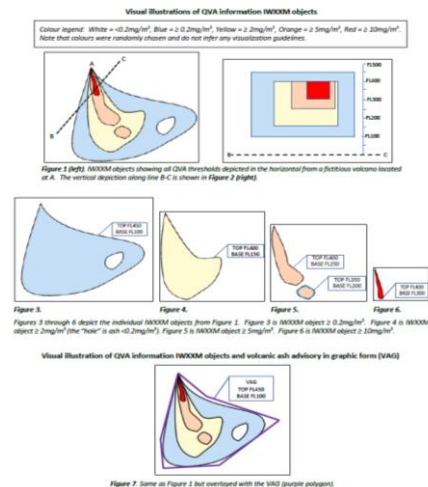 Visual illustrations of QVA information IWXXM objects
Colour legend: White = <0.2mg/m³, Blue = ≥ 0.2mg/m³, Yellow = ≥ 2mg/m³, Orange = ≥ 5mg/m³, Red = ≥ 10mg/m³.
Note that colours were randomly chosen and do not infer any visualization guidelines.
A
C
B
FL500
FL400
FL300
FL200
FL100
B
C
Figure 1 (left). IWXXM objects showing all QVA thresholds depicted in the horizontal from a fictitious volcano located
at A. The vertical depiction along line B-C is shown in Figure 2 (right).
TOP FL450
BASE FL100
TOP FL400
BASE FL150
TOP FL400
BASE FL250
TOP FL350
BASE FL200
TOP FL400
BASE FL300
Figure 3.
Figure 4.
Figure 5.
Figure 6.
Figures 3 through 6 depict the individual IWXXM objects from Figure 1. Figure 3 is IWXXM object ≥ 0.2mg/m³. Figure 4 is IWXXM
object ≥ 2mg/m³ (the "hole" is ash <0.2mg/m³). Figure 5 is IWXXM object ≥ 5mg/m³. Figure 6 is IWXXM object ≥ 10mg/m³.
Visual illustration of QVA information IWXXM objects and volcanic ash advisory in graphic form (VAG)
VAG
TOP FL450
BASE FL100
Figure 7. Same as Figure 1 but overlayed with the VAG (purple polygon).